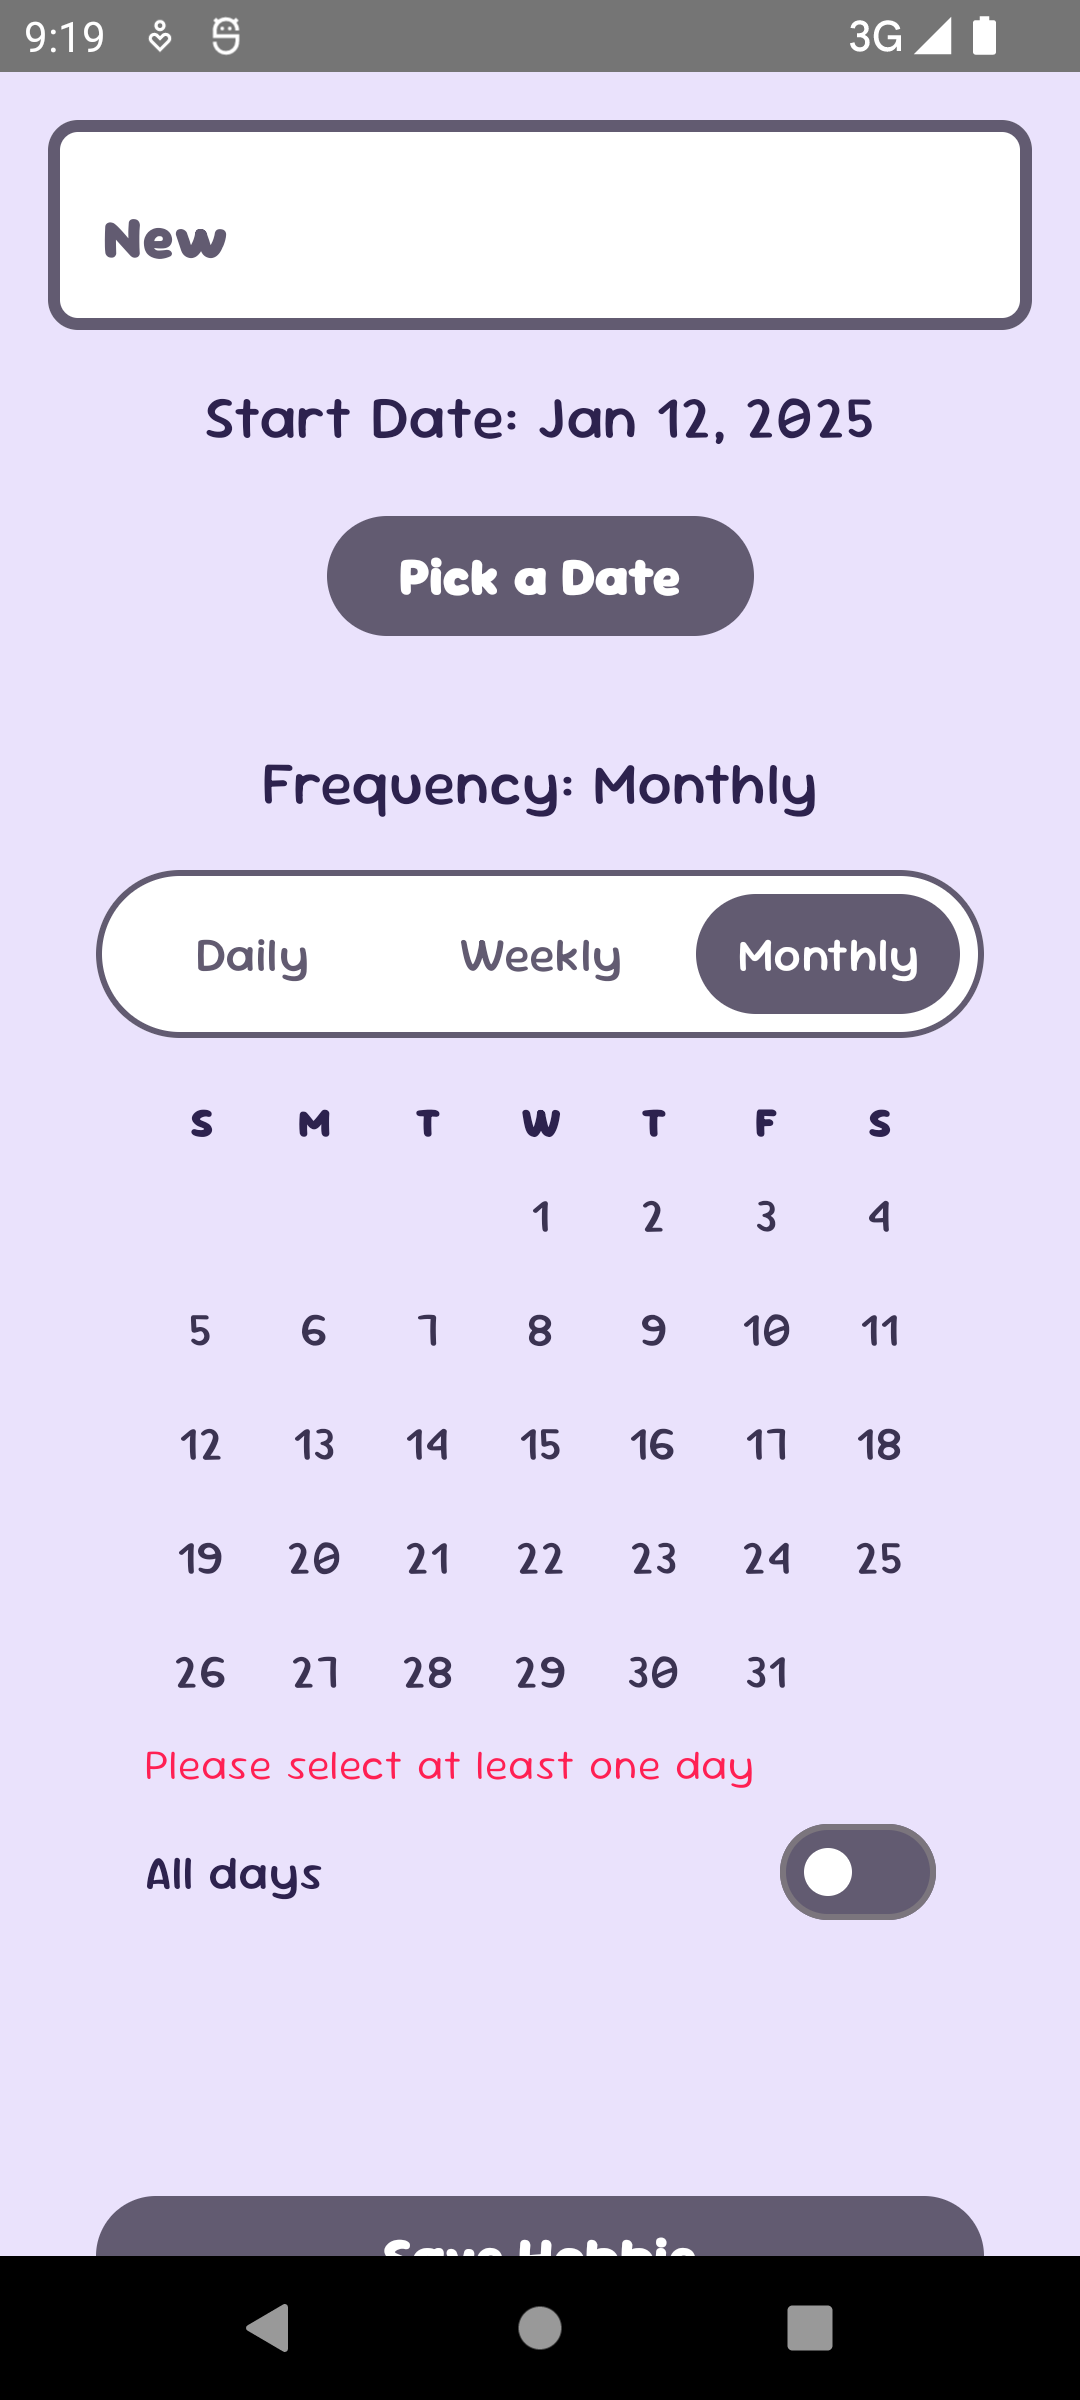 9:19 3G
New
Start Date: Jan 12, 2025
Pick a Date
Frequency: Monthly
Daily Weekly Monthly
S M T W T F S
1 2 3 4
5 6 7 8 9 10 11
12 13 14 15 16 17 18
19 20 21 22 23 24 25
26 27 28 29 30 31
Please select at least one day
All days
Save Hobbie